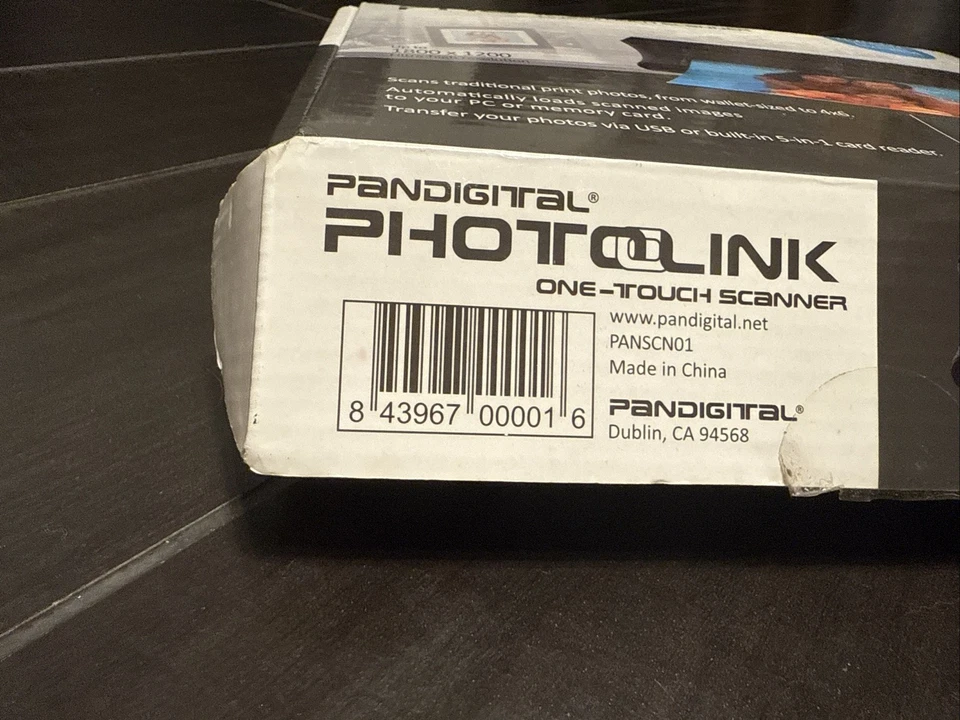 1800 x 1200
Scans traditional print photos, from wallet-sized to 4x6.
Automatically loads scanned images
to your PC or memory card.
Transfer your photos via USB or built-in 5-in-1 card reader.
PANDIGITAL®
PHOTOLINK
ONE-TOUCH SCANNER
www.pandigital.net
PANSCN01
Made in China
8 43967 00001 6
PANDIGITAL®
Dublin, CA 94568